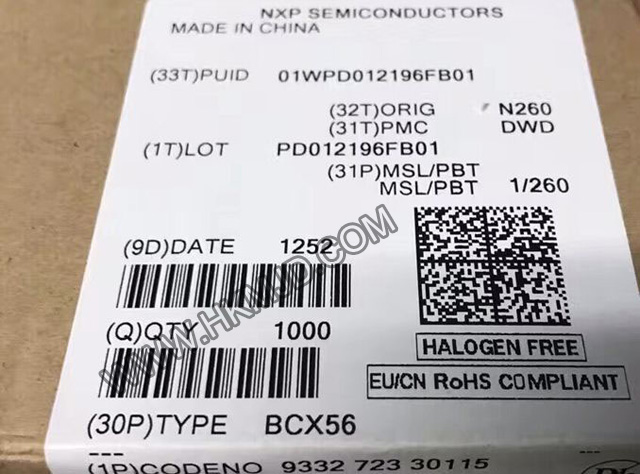 NXP SEMICONDUCTORS
MADE IN CHINA
(33T)PUID 01WPD012196FB01
(32T)ORIG N260
(31T)PMC DWD
(1T)LOT PD012196FB01
(31P)MSL/PBT
MSL/PBT 1/260
(9D)DATE 1252
(Q)QTY 1000
HALOGEN FREE
EU/CN RoHS COMPLIANT
(30P)TYPE BCX56
---
(1P)CODENO 9332 723 30115
WWW.HKMJD.COM